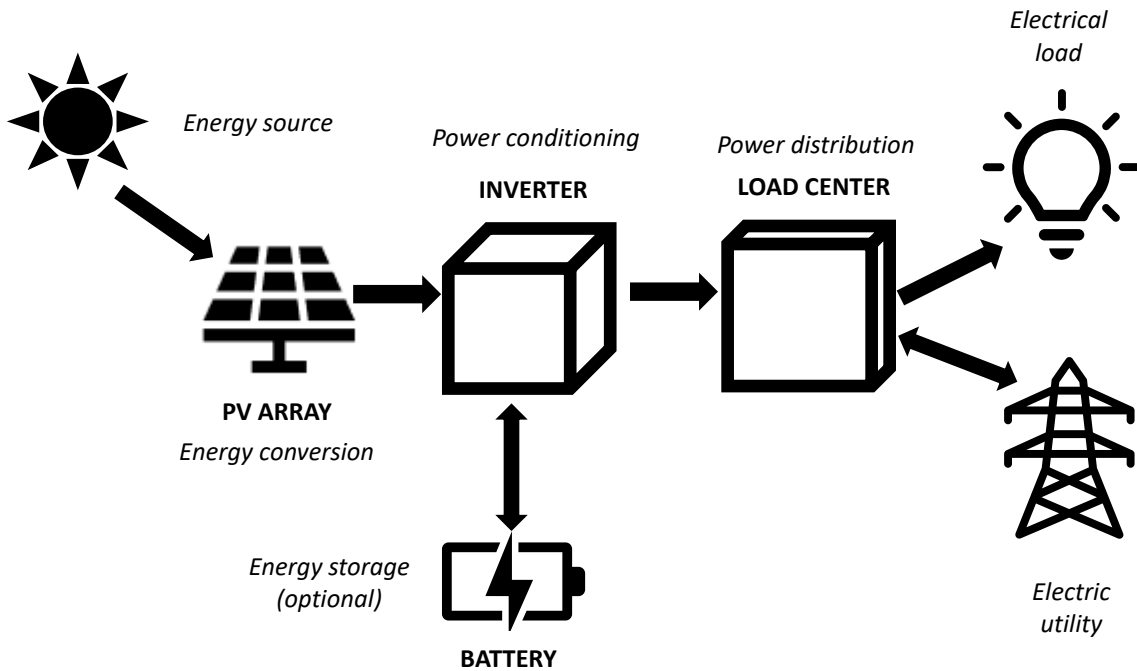 Electrical
load
Energy source
Power conditioning
INVERTER
Power distribution
LOAD CENTER
PV ARRAY
Energy conversion
Energy storage
(optional)
BATTERY
Electric
utility